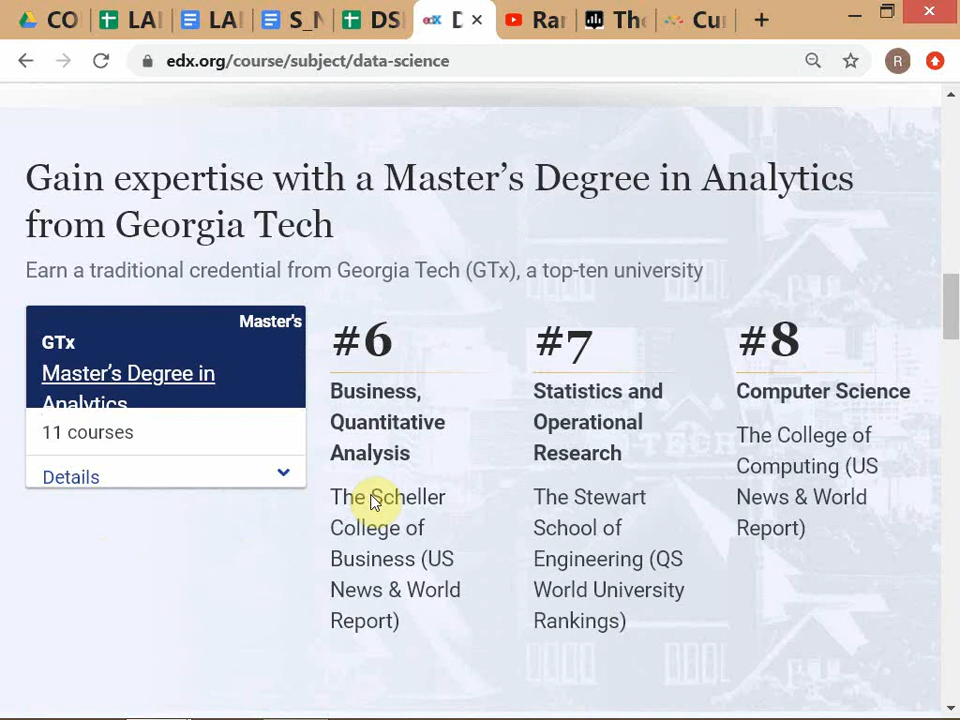 CO
LA
LA
S_N
DS
edX
D
Ra
Th
Cu
edx.org/course/subject/data-science
R
Gain expertise with a Master's Degree in Analytics
from Georgia Tech
Earn a traditional credential from Georgia Tech (GTx), a top-ten university
Master's
GTx
Master's Degree in
Analytics
11 courses
Details
#6
Business,
Quantitative
Analysis
The Scheller
College of
Business (US
News & World
Report)
#7
Statistics and
Operational
Research
The Stewart
School of
Engineering (QS
World University
Rankings)
#8
Computer Science
The College of
Computing (US
News & World
Report)